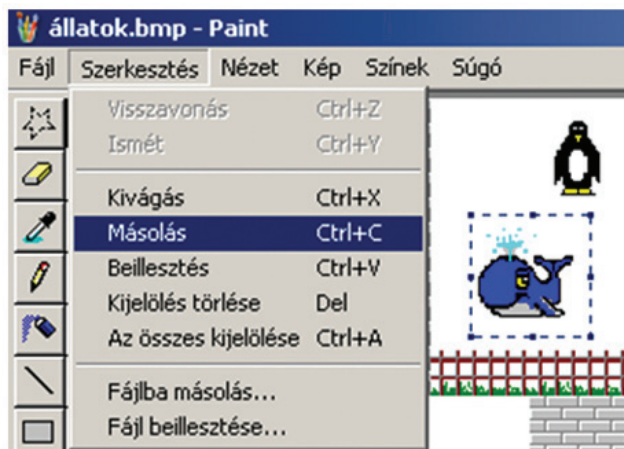 állatok.bmp - Paint
Fájl Szerkesztés Nézet Kép Színek Súgó
Visszavonás Ctrl+Z
Ismét Ctrl+Y
Kivágás Ctrl+X
Másolás Ctrl+C
Beillesztés Ctrl+V
Kijelölés törlése Del
Az összes kijelölése Ctrl+A
Fájlba másolás...
Fájl beillesztése...